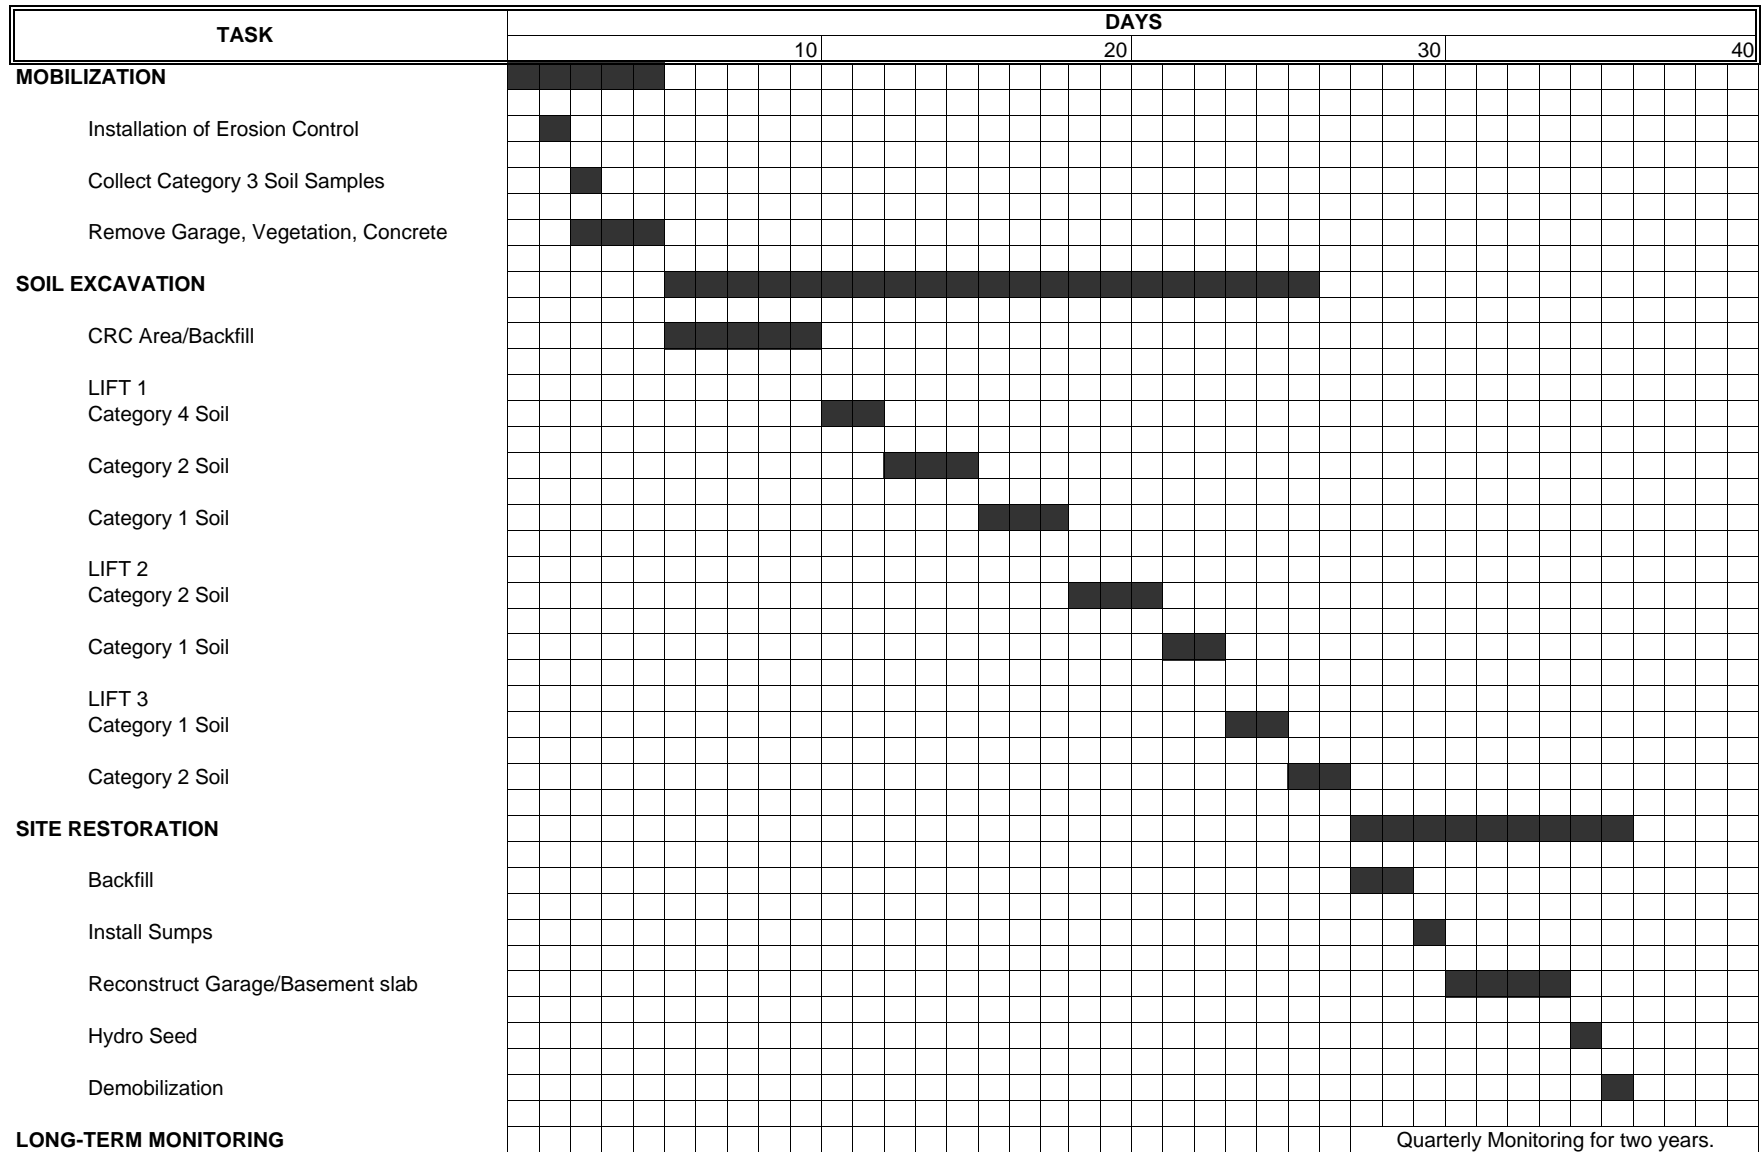 DAYS
TASK
10 20 30 40
MOBILIZATION
Installation of Erosion Control
Collect Category 3 Soil Samples
Remove Garage, Vegetation, Concrete
SOIL EXCAVATION
CRC Area/Backfill
LIFT 1
Category 4 Soil
Category 2 Soil
Category 1 Soil
LIFT 2
Category 2 Soil
Category 1 Soil
LIFT 3
Category 1 Soil
Category 2 Soil
SITE RESTORATION
Backfill
Install Sumps
Reconstruct Garage/Basement slab
Hydro Seed
Demobilization
LONG-TERM MONITORING Quarterly Monitoring for two years.